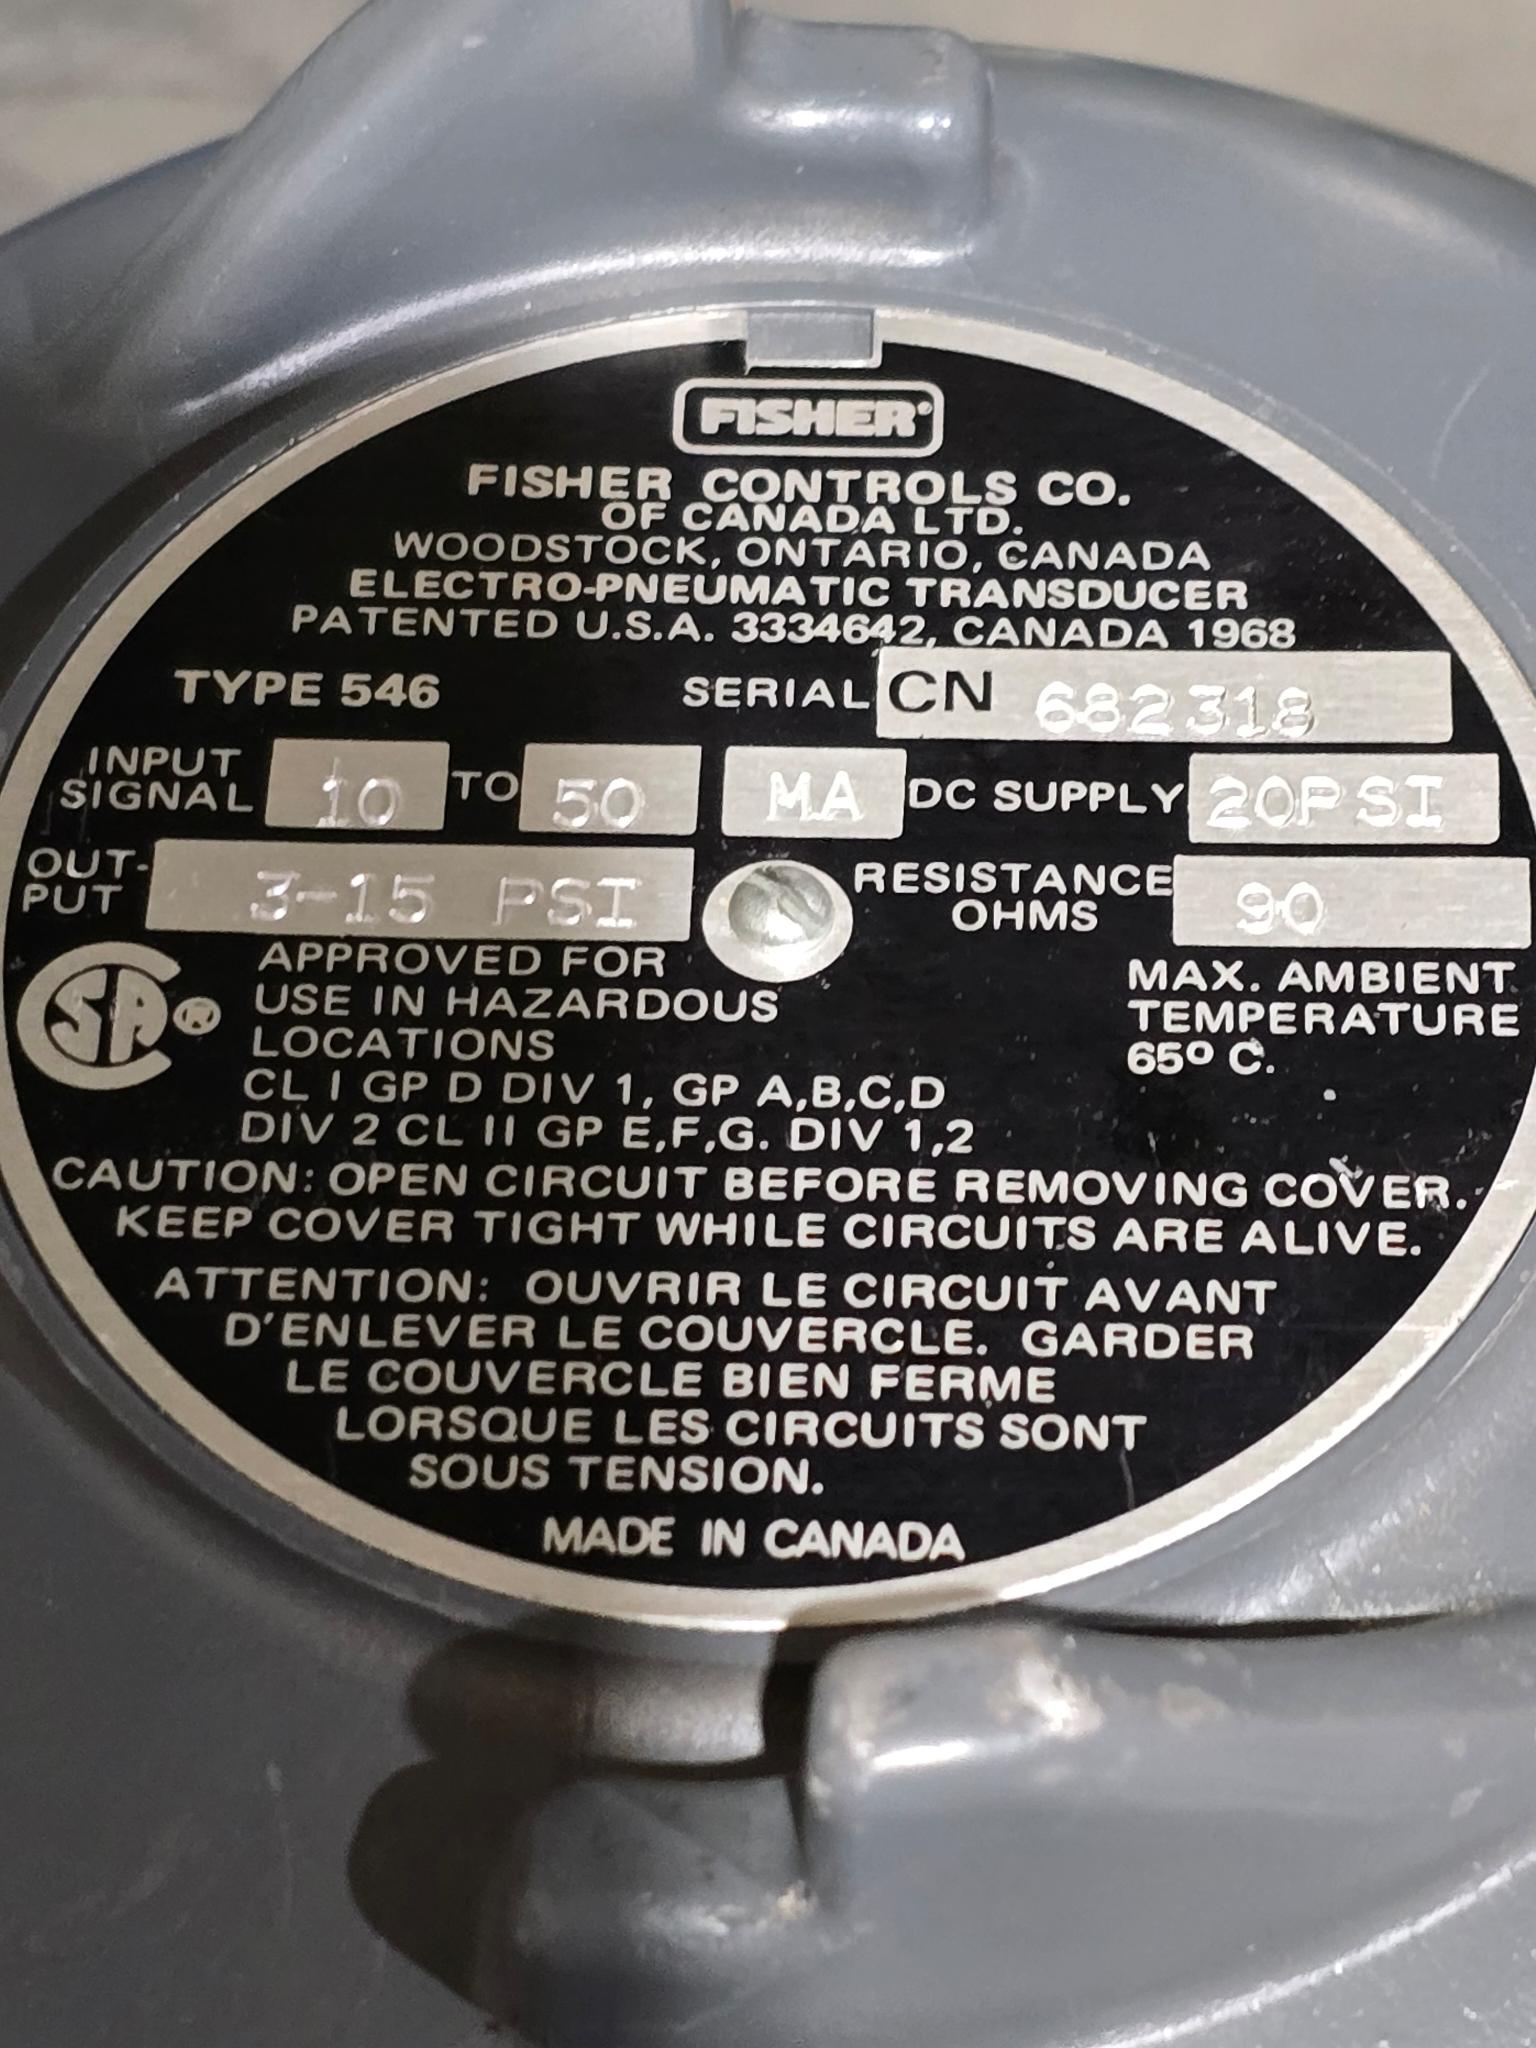 FISHER®
FISHER CONTROLS CO.
OF CANADA LTD.
WOODSTOCK, ONTARIO, CANADA
ELECTRO-PNEUMATIC TRANSDUCER
PATENTED U.S.A. 3334642, CANADA 1968
TYPE 546 SERIAL CN 682318
INPUT SIGNAL 10 TO 50 MA DC SUPPLY 20PSI
OUT-PUT 3-15 PSI RESISTANCE OHMS 90
CSA®
APPROVED FOR
USE IN HAZARDOUS
LOCATIONS
CL I GP D DIV 1, GP A,B,C,D
DIV 2 CL II GP E,F,G. DIV 1,2
MAX. AMBIENT
TEMPERATURE
65º C.
CAUTION: OPEN CIRCUIT BEFORE REMOVING COVER.
KEEP COVER TIGHT WHILE CIRCUITS ARE ALIVE.
ATTENTION: OUVRIR LE CIRCUIT AVANT
D'ENLEVER LE COUVERCLE. GARDER
LE COUVERCLE BIEN FERME
LORSQUE LES CIRCUITS SONT
SOUS TENSION.
MADE IN CANADA